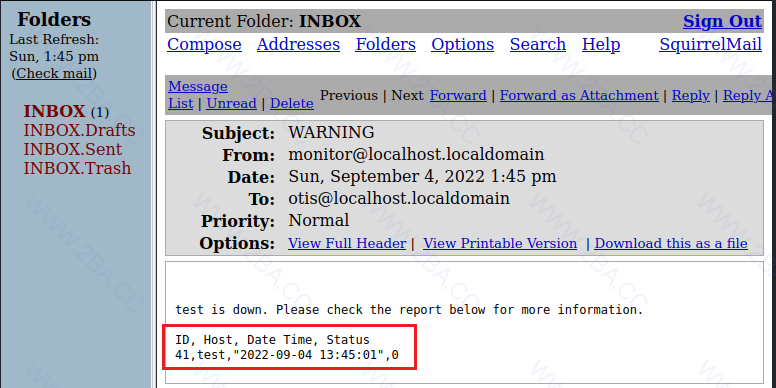 Folders
Last Refresh:
Sun, 1:45 pm
(Check mail)
INBOX (1)
INBOX.Drafts
INBOX.Sent
INBOX.Trash
Current Folder: INBOX Sign Out
Compose Addresses Folders Options Search Help SquirrelMail
Message
List | Unread | Delete Previous | Next Forward | Forward as Attachment | Reply | Reply A
Subject: WARNING
From: monitor@localhost.localdomain
Date: Sun, September 4, 2022 1:45 pm
To: otis@localhost.localdomain
Priority: Normal
Options: View Full Header | View Printable Version | Download this as a file
test is down. Please check the report below for more information.
ID, Host, Date Time, Status
41,test,"2022-09-04 13:45:01",0